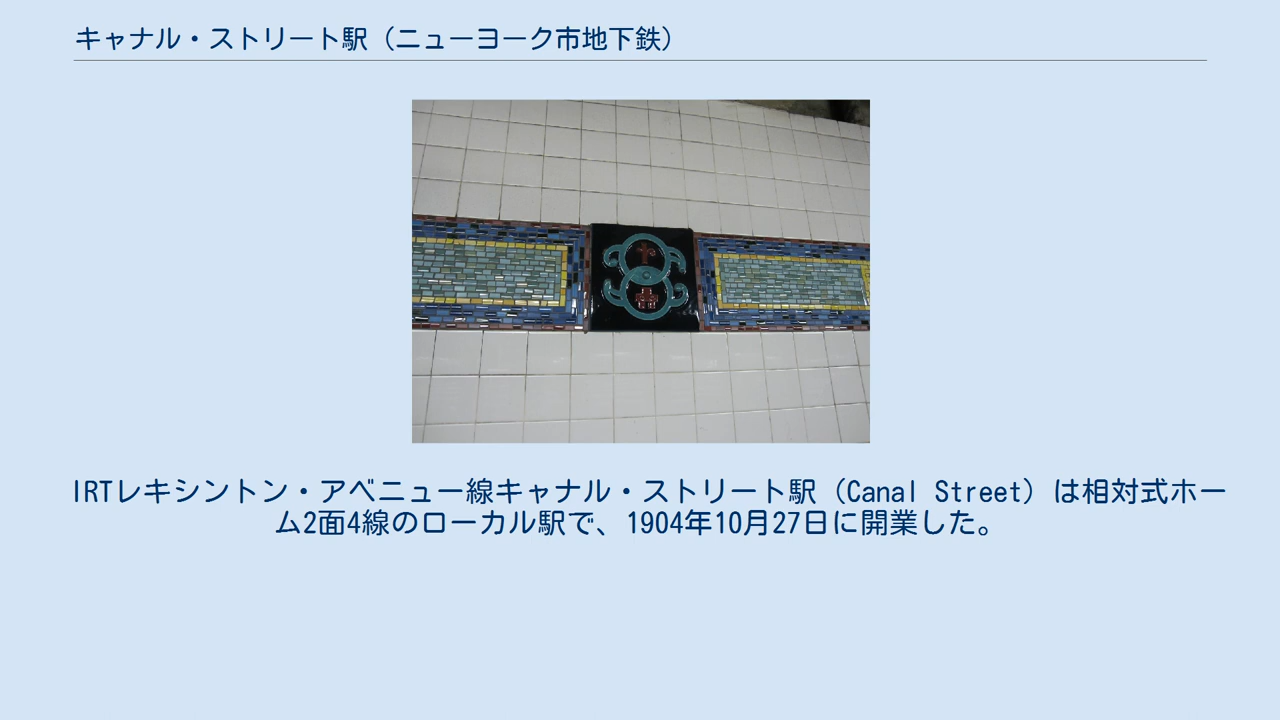 キャナル・ストリート駅（ニューヨーク市地下鉄）
IRTレキシントン・アベニュー線キャナル・ストリート駅（Canal Street）は相対式ホー
ム2面4線のローカル駅で、1904年10月27日に開業した。